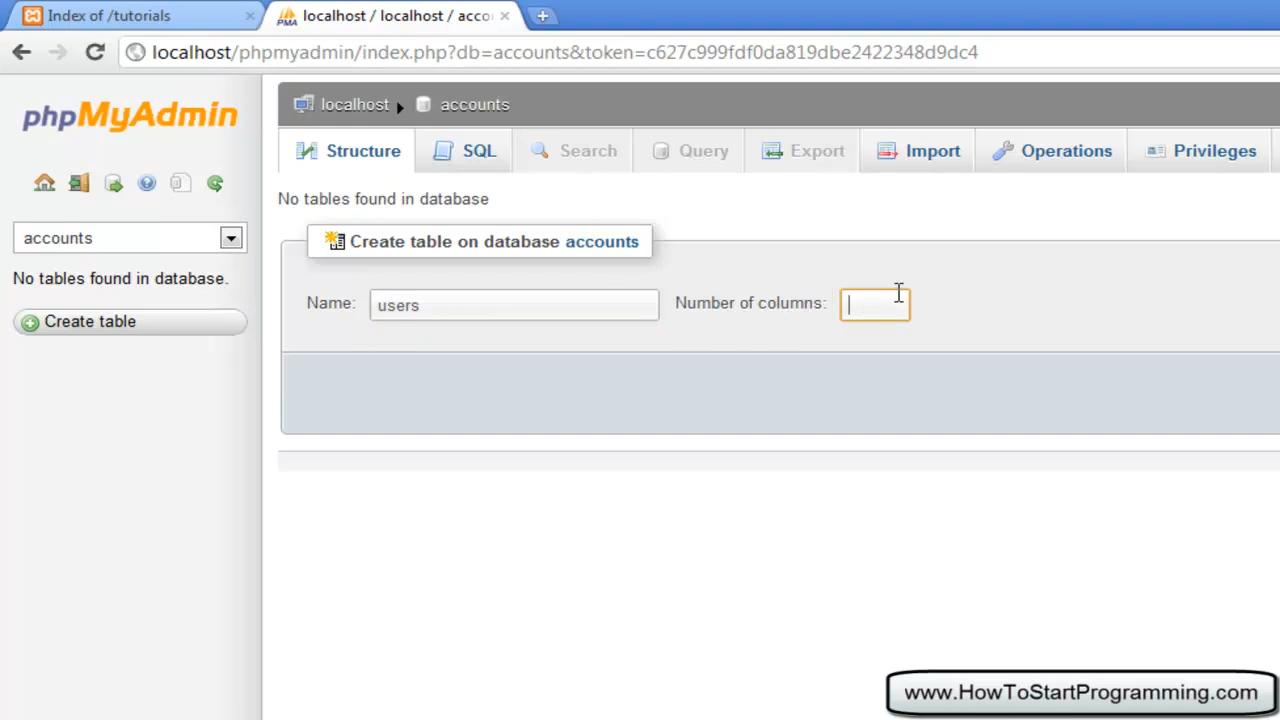 Index of /tutorials
localhost / localhost / acco
localhost/phpmyadmin/index.php?db=accounts&token=c627c999fdf0da819dbe2422348d9dc4
phpMyAdmin
localhost accounts
Structure SQL Search Query Export Import Operations Privileges
accounts
No tables found in database.
Create table
No tables found in database
Create table on database accounts
Name: users Number of columns:
www.HowToStartProgramming.com